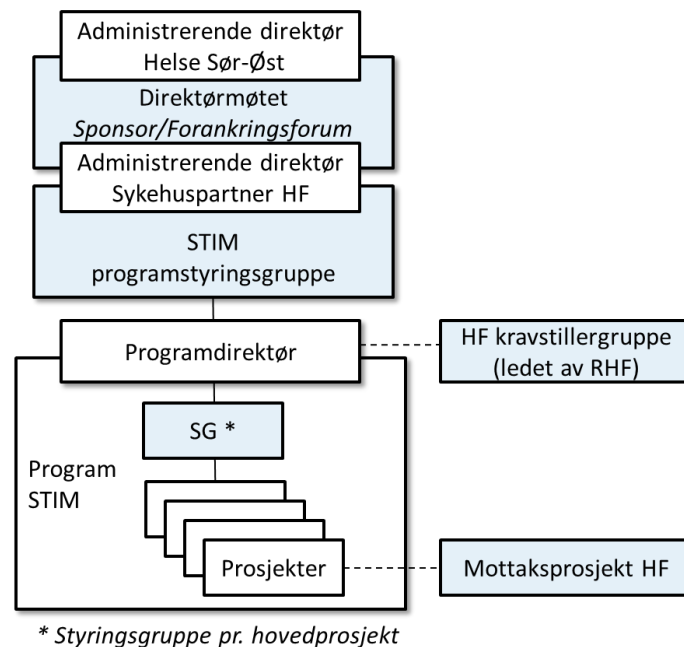 Administrerende direktør
Helse Sør-Øst
Direktørmøtet
Sponsor/Forankringsforum
Administrerende direktør
Sykehuspartner HF
STIM
programstyringsgruppe
Programdirektør
HF kravstillergruppe
(ledet av RHF)
SG *
Program
STIM
Prosjekter
Mottaksprosjekt HF
* Styringsgruppe pr. hovedprosjekt